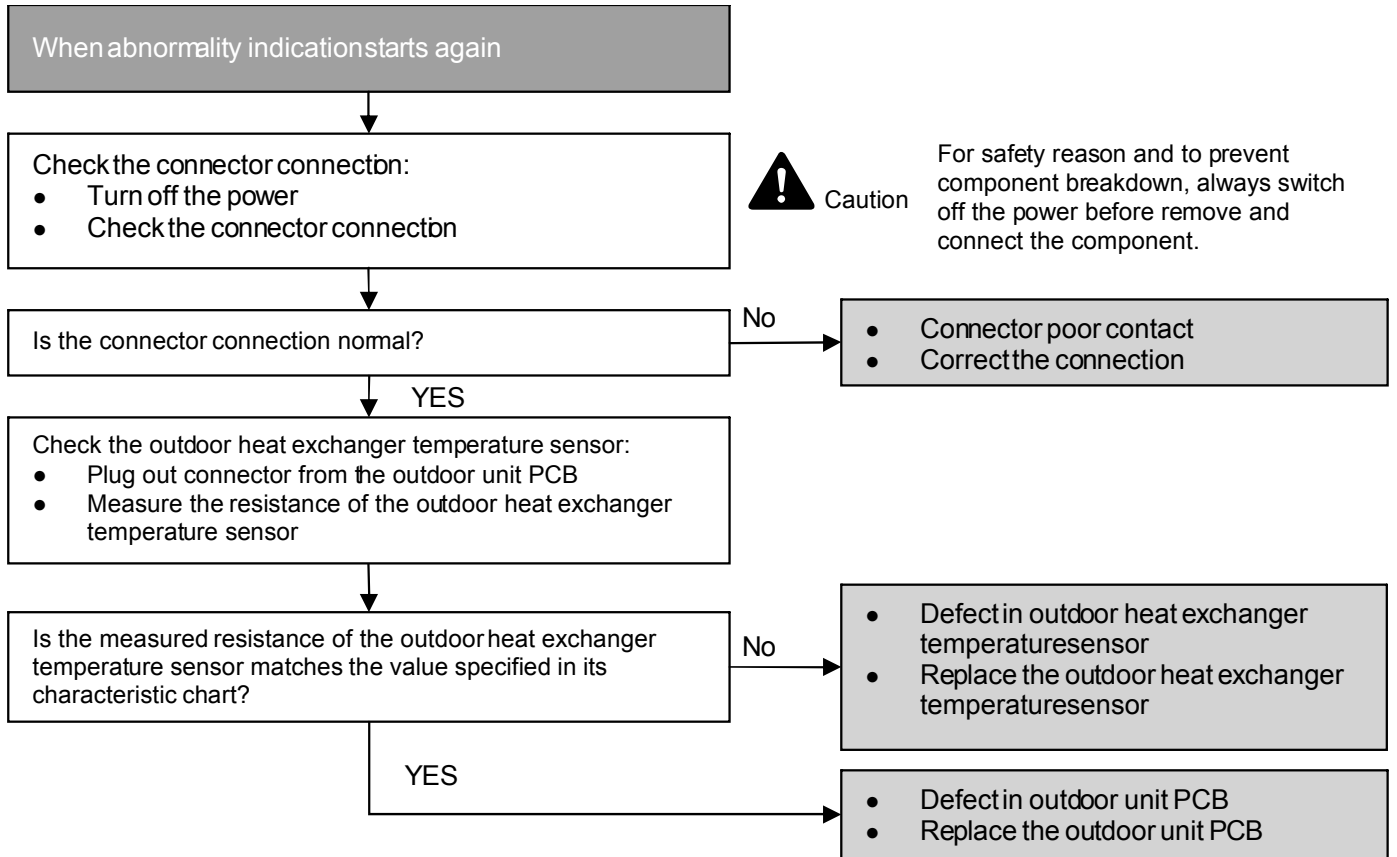 When abnormality indication starts again
Check the connector connection:
● Turn off the power
● Check the connector connection
Caution
For safety reason and to prevent
component breakdown, always switch
off the power before remove and
connect the component.
Is the connector connection normal?
No
● Connector poor contact
● Correct the connection
YES
Check the outdoor heat exchanger temperature sensor:
● Plug out connector from the outdoor unit PCB
● Measure the resistance of the outdoor heat exchanger
temperature sensor
Is the measured resistance of the outdoor heat exchanger
temperature sensor matches the value specified in its
characteristic chart?
No
● Defect in outdoor heat exchanger
temperature sensor
● Replace the outdoor heat exchanger
temperature sensor
YES
● Defect in outdoor unit PCB
● Replace the outdoor unit PCB